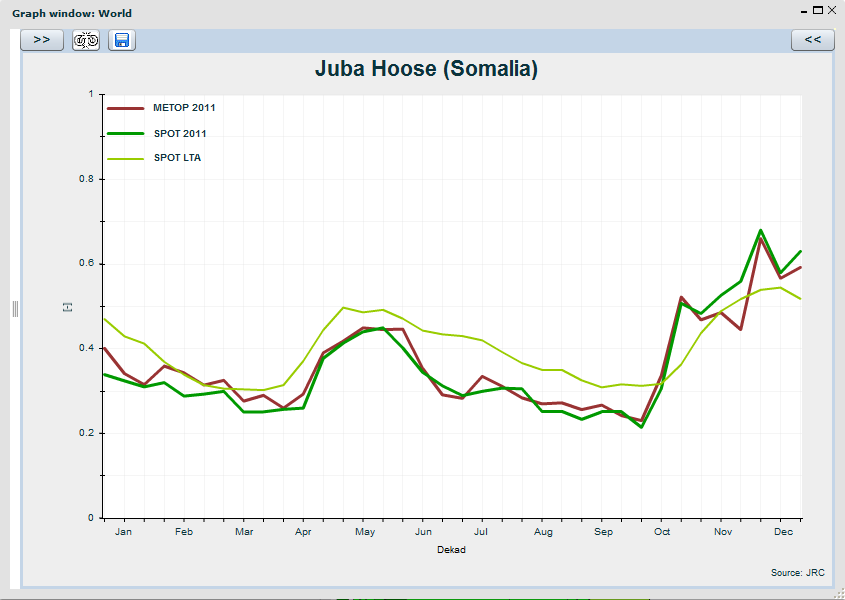 Graph window: World
>>
<<
Juba Hoose (Somalia)
METOP 2011
SPOT 2011
SPOT LTA
1
0.8
0.6
0.4
0.2
0
[-]
Jan Feb Mar Apr May Jun Jul Aug Sep Oct Nov Dec
Dekad
Source: JRC